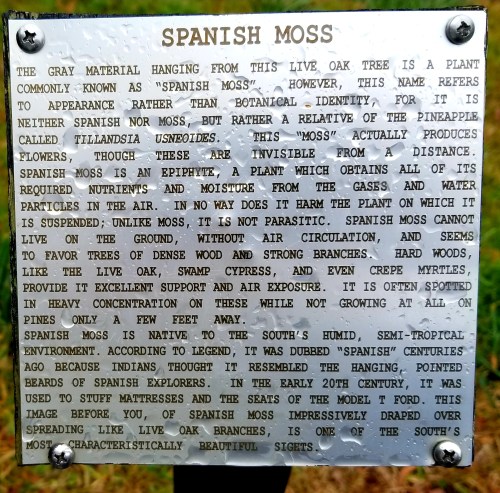 SPANISH MOSS
THE GRAY MATERIAL HANGING FROM THIS LIVE OAK TREE IS A PLANT
COMMONLY KNOWN AS "SPANISH MOSS". HOWEVER, THIS NAME REFERS
TO APPEARANCE RATHER THAN BOTANICAL IDENTITY, FOR IT IS
NEITHER SPANISH NOR MOSS, BUT RATHER A RELATIVE OF THE PINEAPPLE
CALLED TILLANDSIA USNEOIDES. THIS "MOSS" ACTUALLY PRODUCES
FLOWERS, THOUGH THESE ARE INVISIBLE FROM A DISTANCE.
SPANISH MOSS IS AN EPIPHYTE, A PLANT WHICH OBTAINS ALL OF ITS
REQUIRED NUTRIENTS AND MOISTURE FROM THE GASES AND WATER
PARTICLES IN THE AIR. IN NO WAY DOES IT HARM THE PLANT ON WHICH IT
IS SUSPENDED; UNLIKE MOSS, IT IS NOT PARASITIC. SPANISH MOSS CANNOT
LIVE ON THE GROUND, WITHOUT AIR CIRCULATION, AND SEEMS
TO FAVOR TREES OF DENSE WOOD AND STRONG BRANCHES. HARD WOODS,
LIKE THE LIVE OAK, SWAMP CYPRESS, AND EVEN CREPE MYRTLES,
PROVIDE IT EXCELLENT SUPPORT AND AIR EXPOSURE. IT IS OFTEN SPOTTED
IN HEAVY CONCENTRATION ON THESE WHILE NOT GROWING AT ALL ON
PINES ONLY A FEW FEET AWAY.
SPANISH MOSS IS NATIVE TO THE SOUTH'S HUMID, SEMI-TROPICAL
ENVIRONMENT. ACCORDING TO LEGEND, IT WAS DUBBED "SPANISH" CENTURIES
AGO BECAUSE INDIANS THOUGHT IT RESEMBLED THE HANGING, POINTED
BEARDS OF SPANISH EXPLORERS. IN THE EARLY 20TH CENTURY, IT WAS
USED TO STUFF MATTRESSES AND THE SEATS OF THE MODEL T FORD. THIS
IMAGE BEFORE YOU, OF SPANISH MOSS IMPRESSIVELY DRAPED OVER
SPREADING LIKE LIVE OAK BRANCHES, IS ONE OF THE SOUTH'S
MOST CHARACTERISTICALLY BEAUTIFUL SIGHTS.